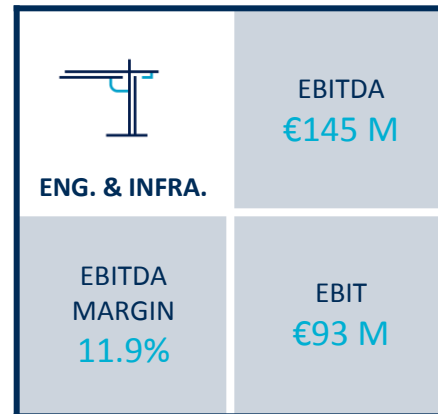 EBITDA
€145 M
ENG. & INFRA.
EBITDA
MARGIN
11.9%
EBIT
€93 M